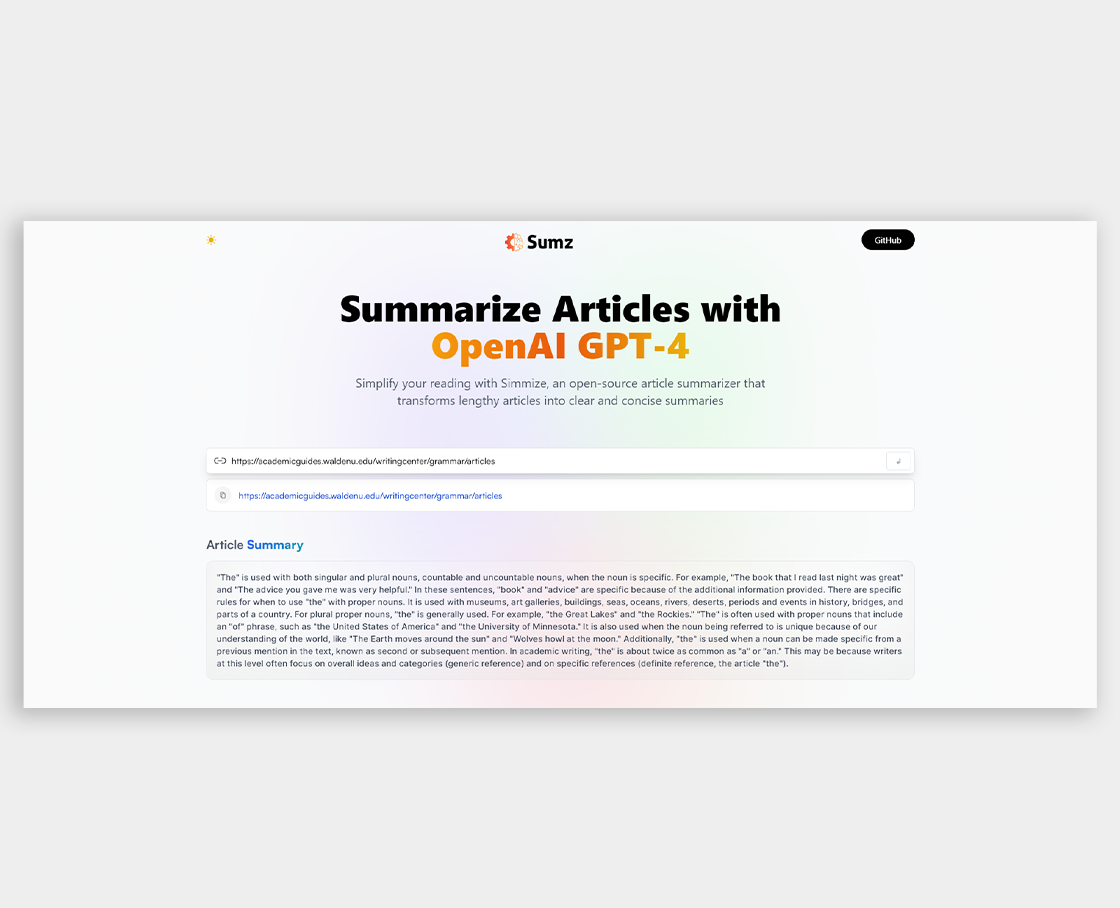 Sumz
GitHub
Summarize Articles with
OpenAI GPT-4
Simplify your reading with Simmize, an open-source article summarizer that
transforms lengthy articles into clear and concise summaries
https://academicguides.waldenu.edu/writingcenter/grammar/articles
https://academicguides.waldenu.edu/writingcenter/grammar/articles
Article Summary
"The" is used with both singular and plural nouns, countable and uncountable nouns, when the noun is specific. For example, "The book that I read last night was great"
and "The advice you gave me was very helpful." In these sentences, "book" and "advice" are specific because of the additional information provided. There are specific
rules for when to use "the" with proper nouns. It is used with museums, art galleries, buildings, seas, oceans, rivers, deserts, periods and events in history, bridges, and
parts of a country. For plural proper nouns, "the" is generally used. For example, "the Great Lakes" and "the Rockies." "The" is often used with proper nouns that include
an "of" phrase, such as "the United States of America" and "the University of Minnesota." It is also used when the noun being referred to is unique because of our
understanding of the world, like "The Earth moves around the sun" and "Wolves howl at the moon." Additionally, "the" is used when a noun can be made specific from a
previous mention in the text, known as second or subsequent mention. In academic writing, "the" is about twice as common as "a" or "an." This may be because writers
at this level often focus on overall ideas and categories (generic reference) and on specific references (definite reference, the article "the").